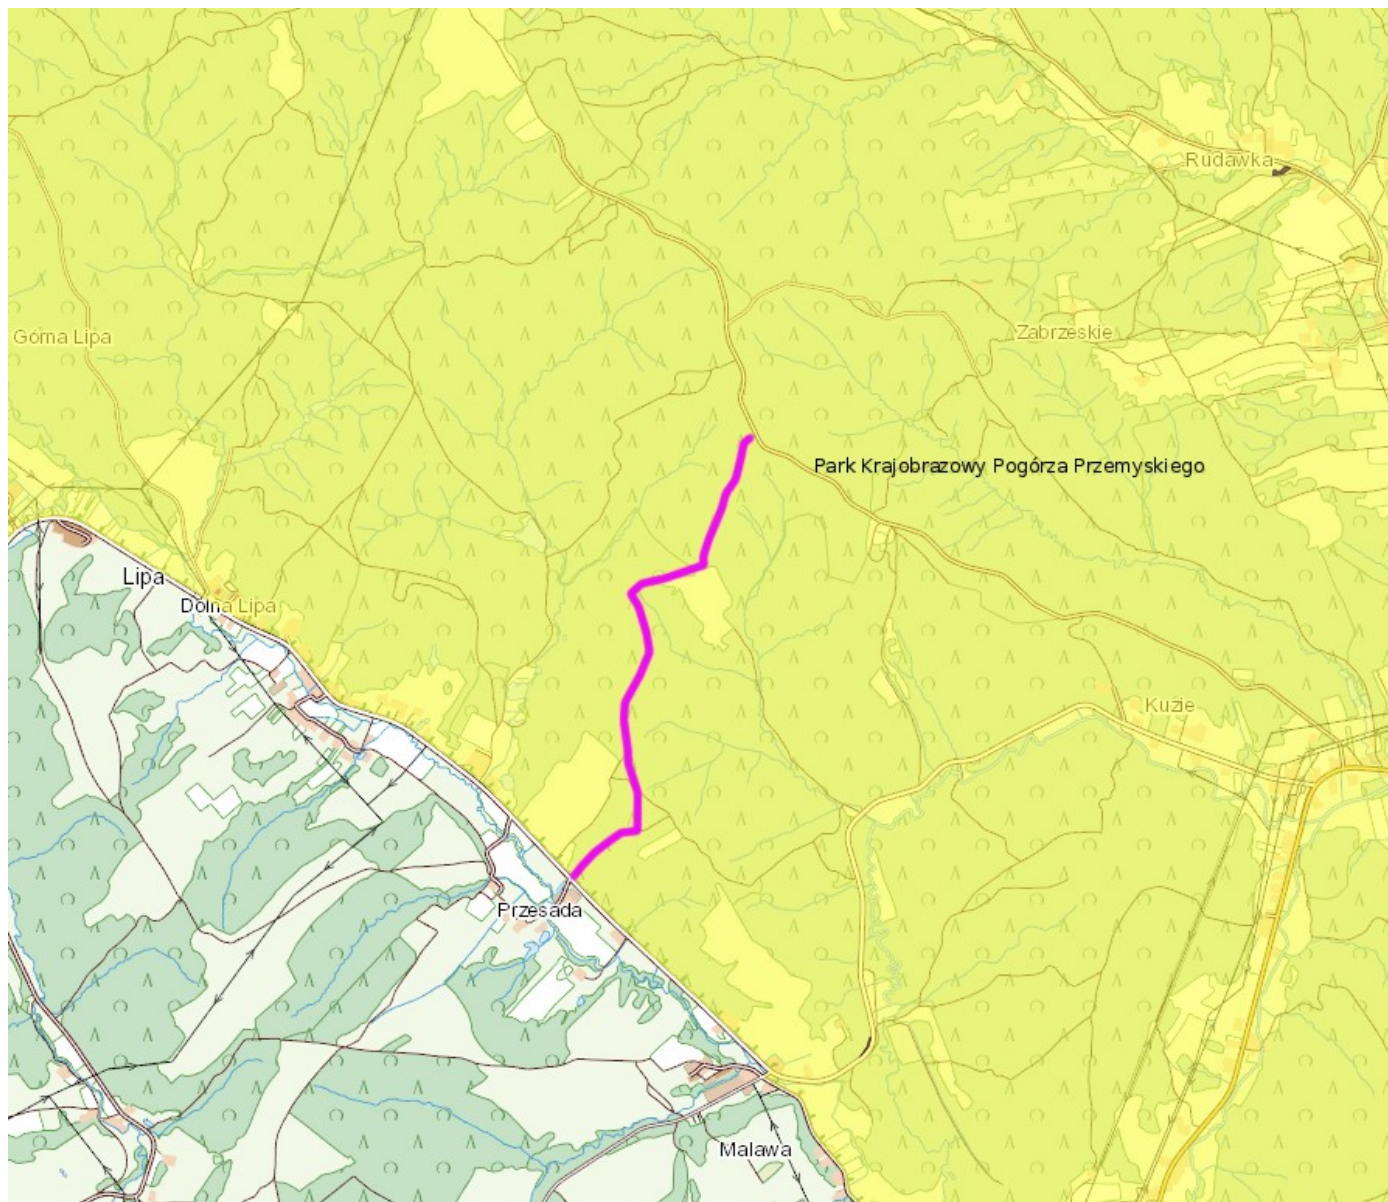 Rudawka
Górna Lipa
Zabrzeskie
Park Krajobrazowy Pogórza Przemyskiego
Lipa
Dolna Lipa
Kuźie
Przesada
Malawa